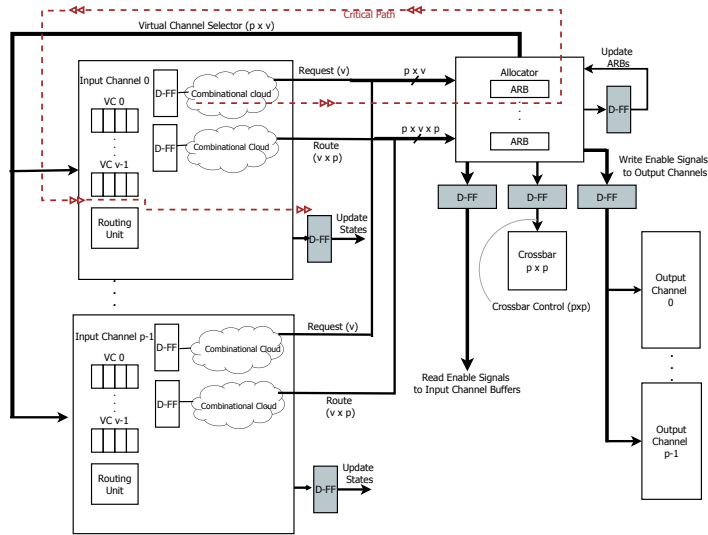 Critical Path
Virtual Channel Selector (p x v)
Input Channel 0
D-FF
Combinational cloud
Request (v)
p x v
Allocator
ARB
Update
ARBs
D-FF
VC 0
D-FF
Combinational Cloud
Route
(v x p)
p x v x p
ARB
VC v-1
Write Enable Signals
to Output Channels
D-FF
D-FF
D-FF
Routing
Unit
D-FF
Update
States
Crossbar
p x p
Output
Channel
0
Crossbar Control (pxp)
Input Channel p-1
D-FF
Combinational Cloud
Request (v)
VC 0
D-FF
Combinational Cloud
Route
(v x p)
Read Enable Signals
to Input Channel Buffers
VC v-1
Output
Channel
p-1
Routing
Unit
D-FF
Update
States